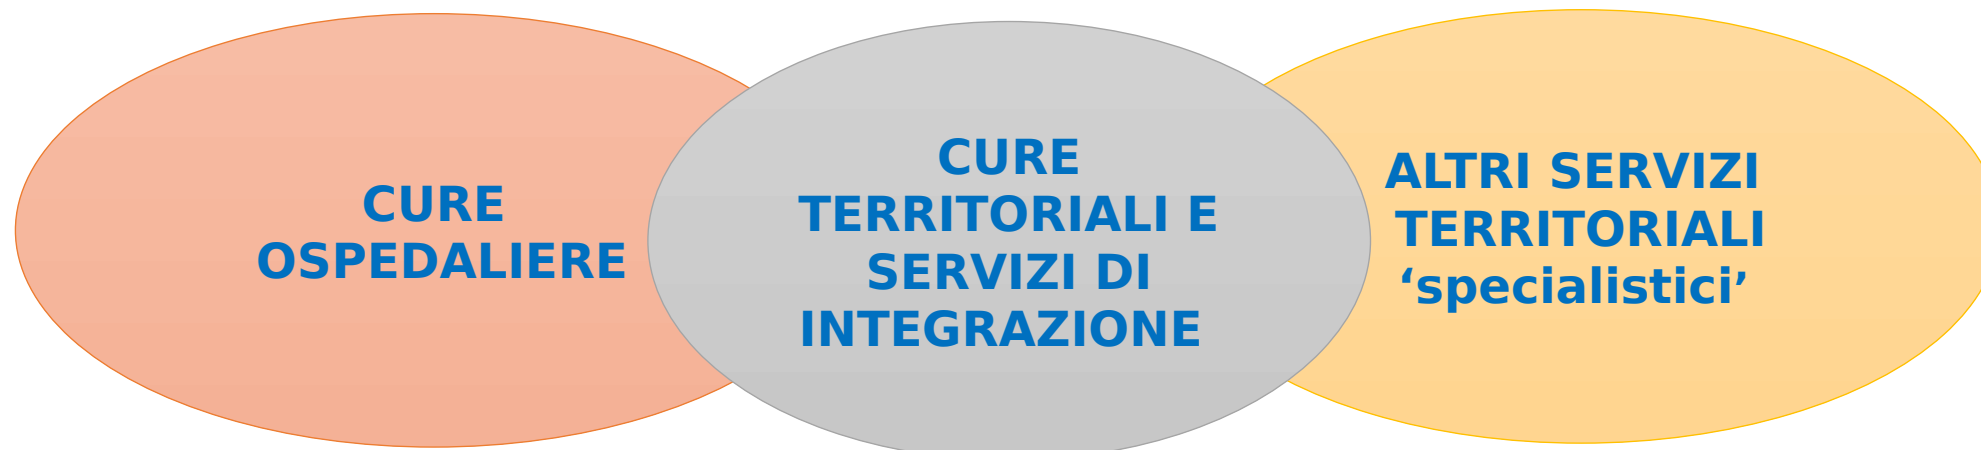 CURE
OSPEDALIERE
CURE
TERRITORIALI E
SERVIZI DI
INTEGRAZIONE
ALTRI SERVIZI
TERRITORIALI
‘specialistici’